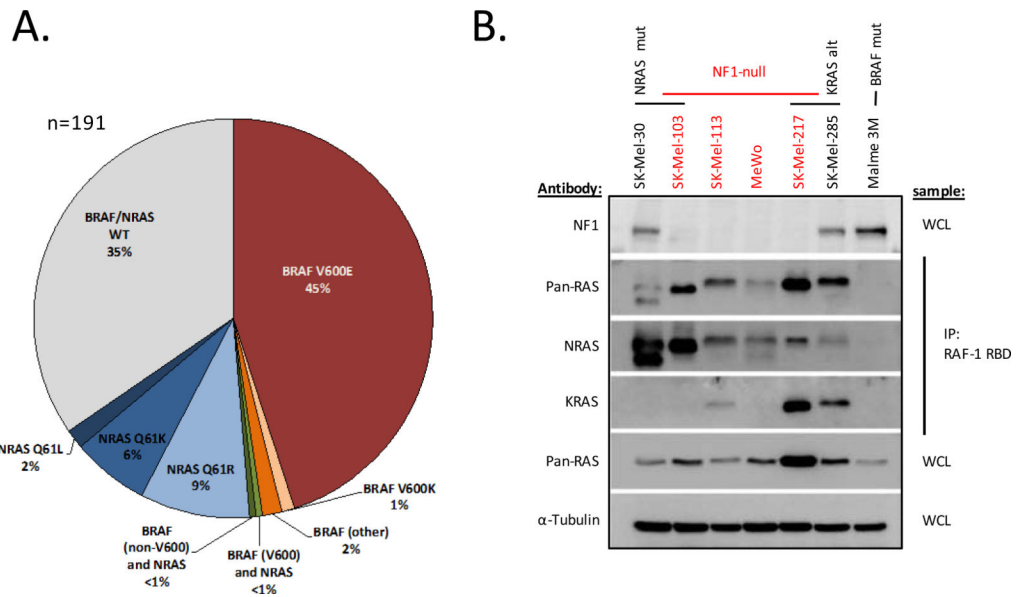 A.
n=191
BRAF/NRAS
WT
35%
BRAF V600E
45%
NRAS Q61L
2%
NRAS Q61K
6%
NRAS Q61R
9%
BRAF
(non-V600)
and NRAS
<1%
BRAF (V600)
and NRAS
<1%
BRAF (other)
2%
BRAF V600K
1%
B.
NRAS mut
NF1-null
KRAS alt
BRAF mut
SK-Mel-30
SK-Mel-103
SK-Mel-113
MeWo
SK-Mel-217
SK-Mel-285
Malme 3M
Antibody:
sample:
NF1
WCL
Pan-RAS
NRAS
IP:
RAF-1 RBD
KRAS
Pan-RAS
WCL
α-Tubulin
WCL